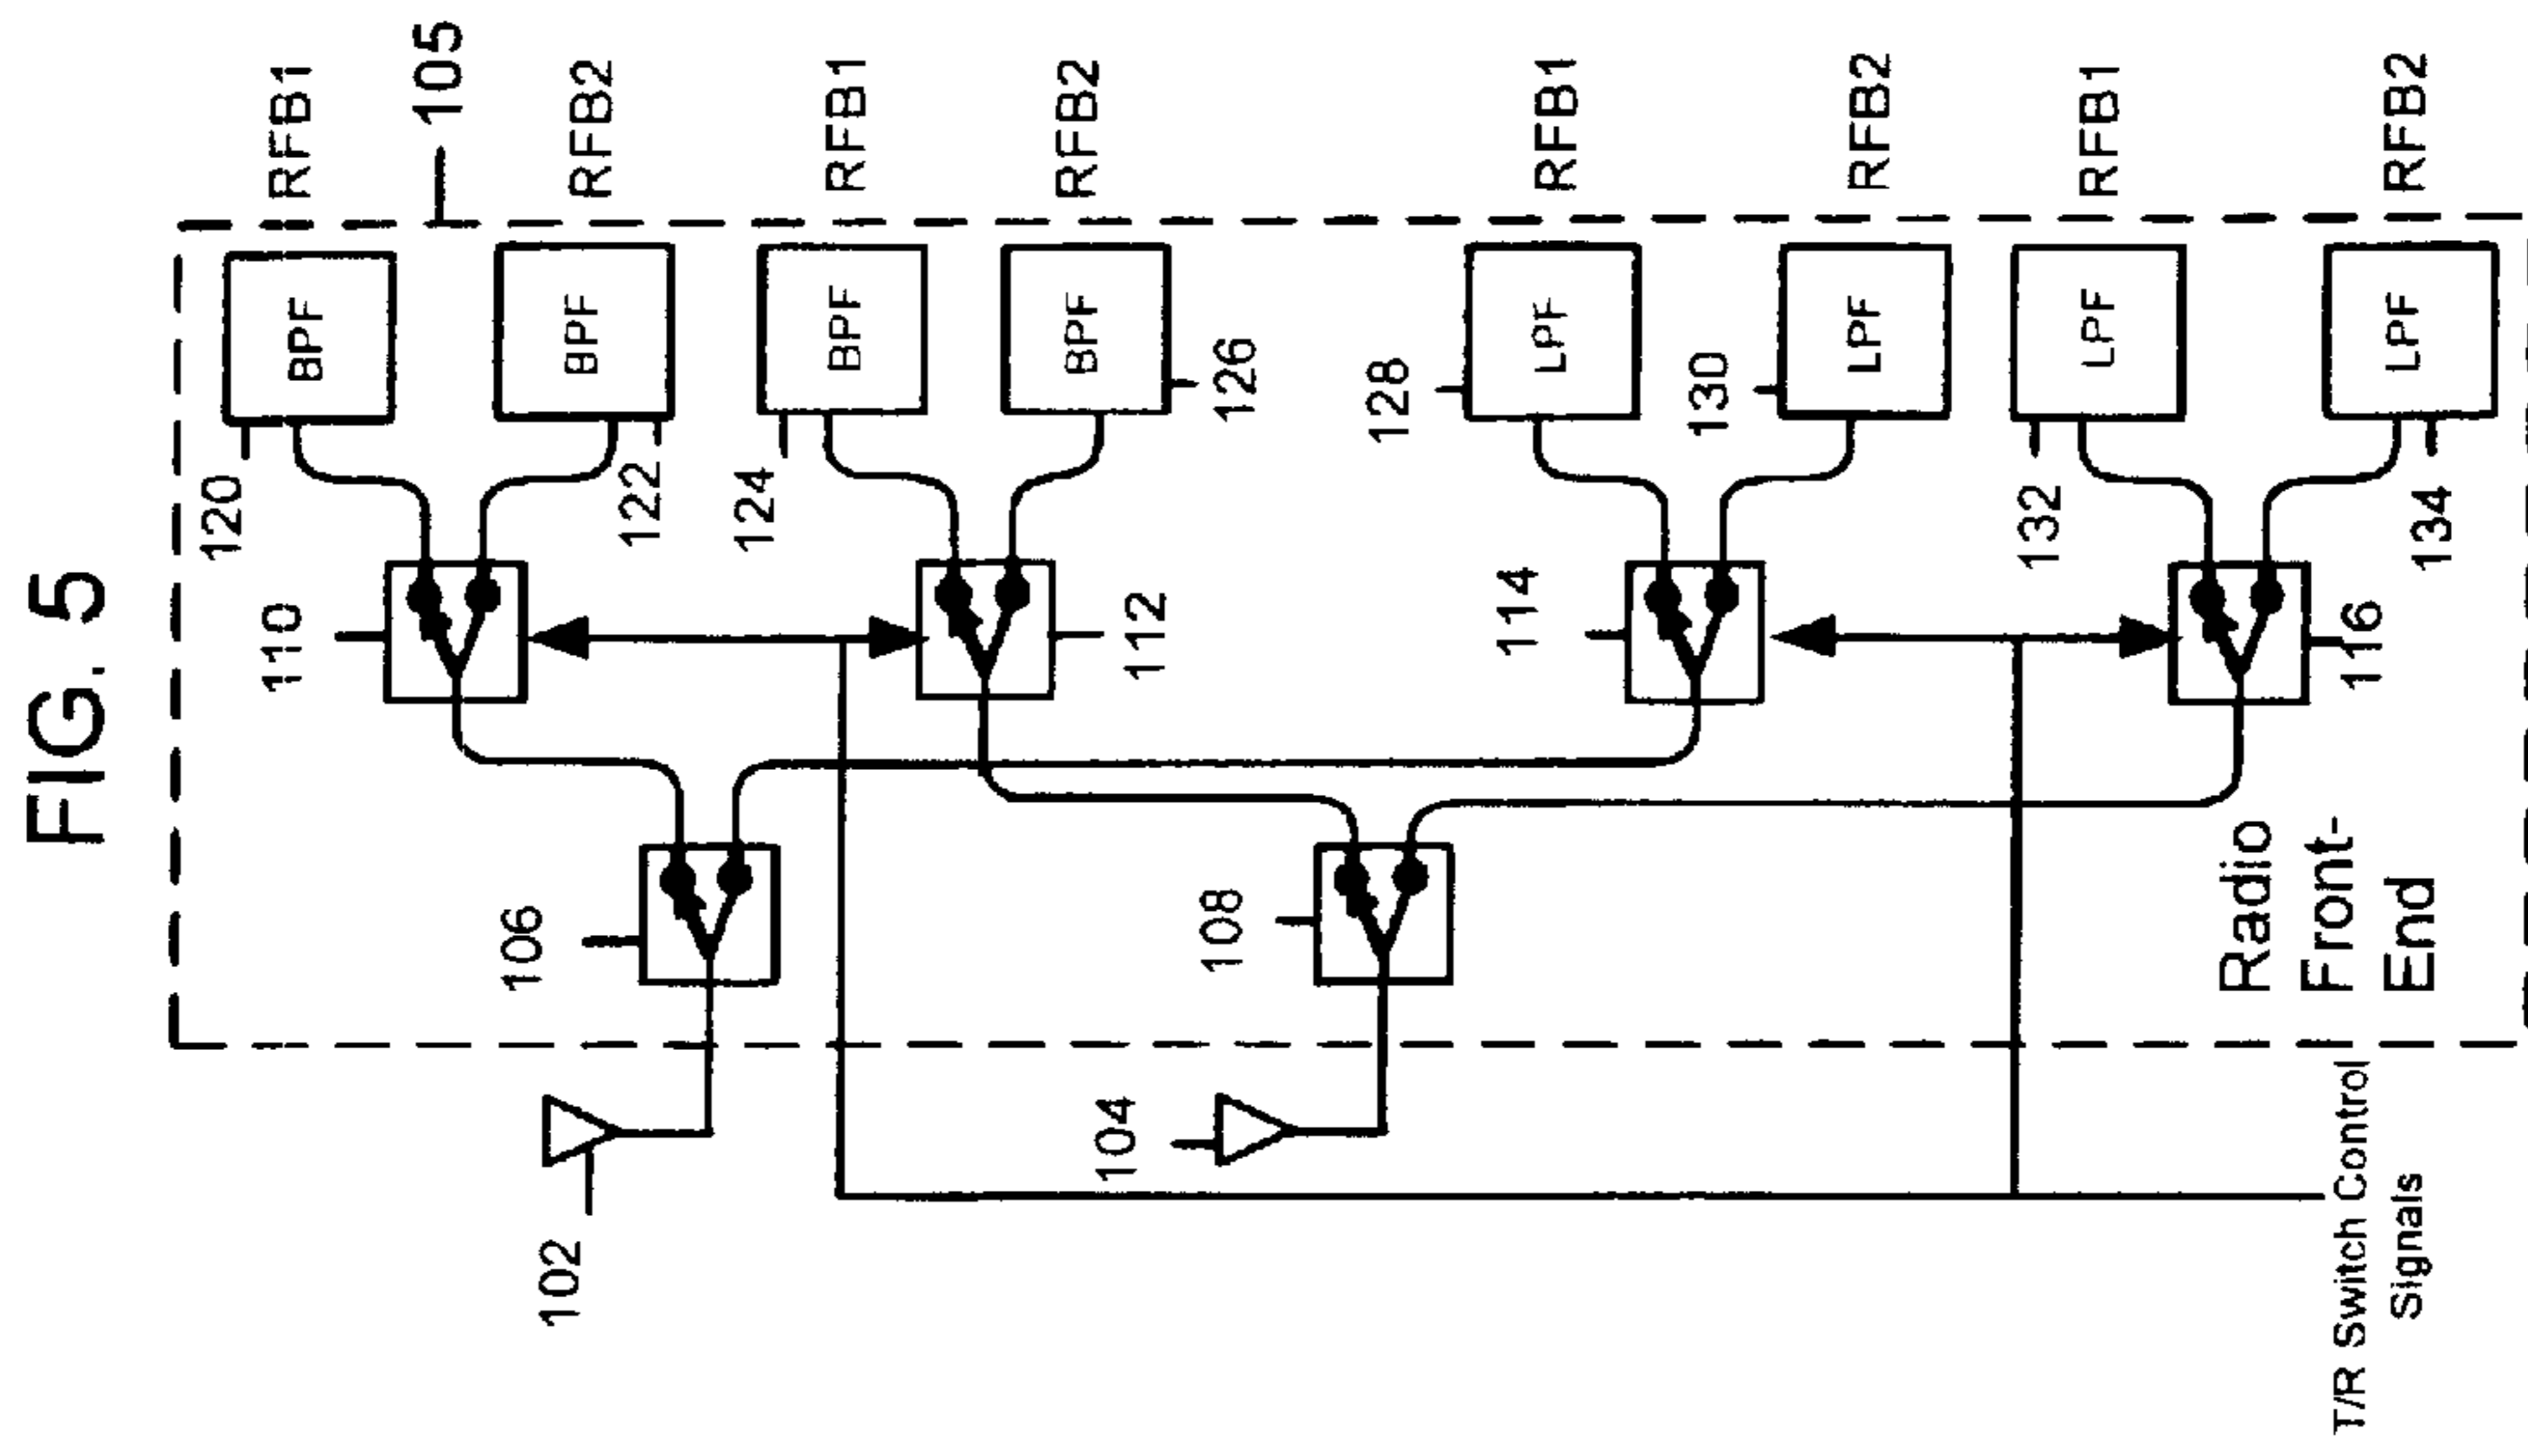 FIG. 5
105
RFB1
RFB2
RFB1
RFB2
RFB1
RFB2
RFB1
RFB2
BPF
BPF
BPF
BPF
LPF
LPF
LPF
LPF
120
122
124
126
128
130
132
134
110
112
114
116
106
108
Radio
Front-
End
102
104
T/R Switch Control
Signals